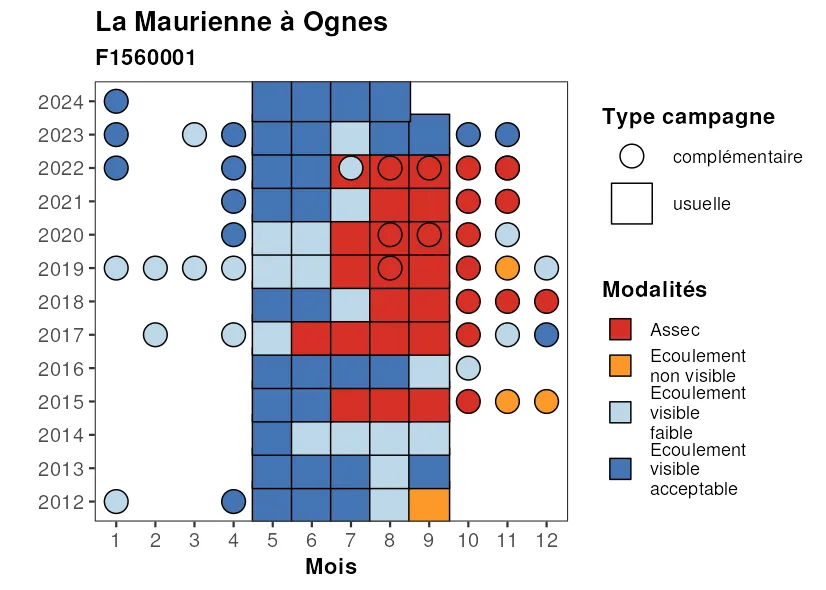 La Maurienne à Ognes
F1560001
2024
2023
2022
2021
2020
2019
2018
2017
2016
2015
2014
2013
2012
1 2 3 4 5 6 7 8 9 10 11 12
Mois
Type campagne
complémentaire
usuelle
Modalités
Assec
Ecoulement
non visible
Ecoulement
visible
faible
Ecoulement
visible
acceptable